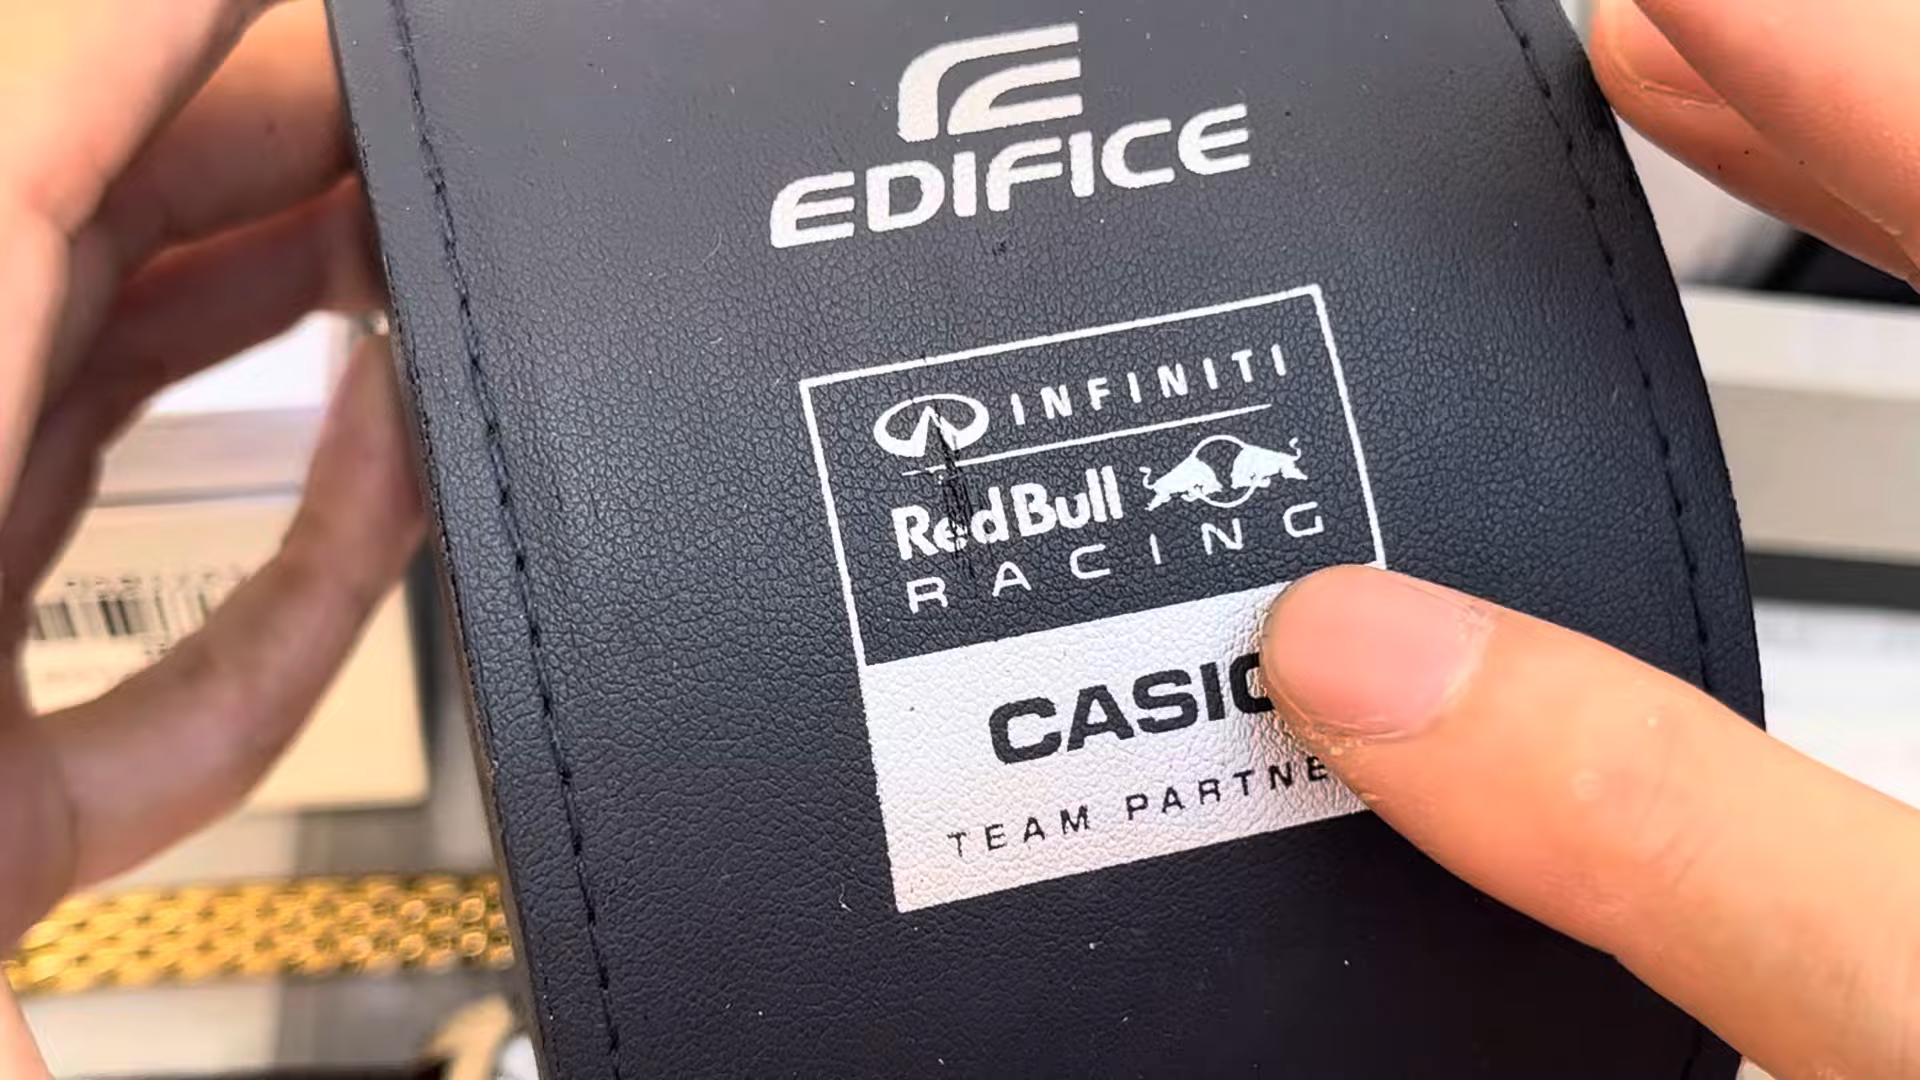 EDIFICE
INFINITI
Red Bull
RACING
CASIO
TEAM PARTNE